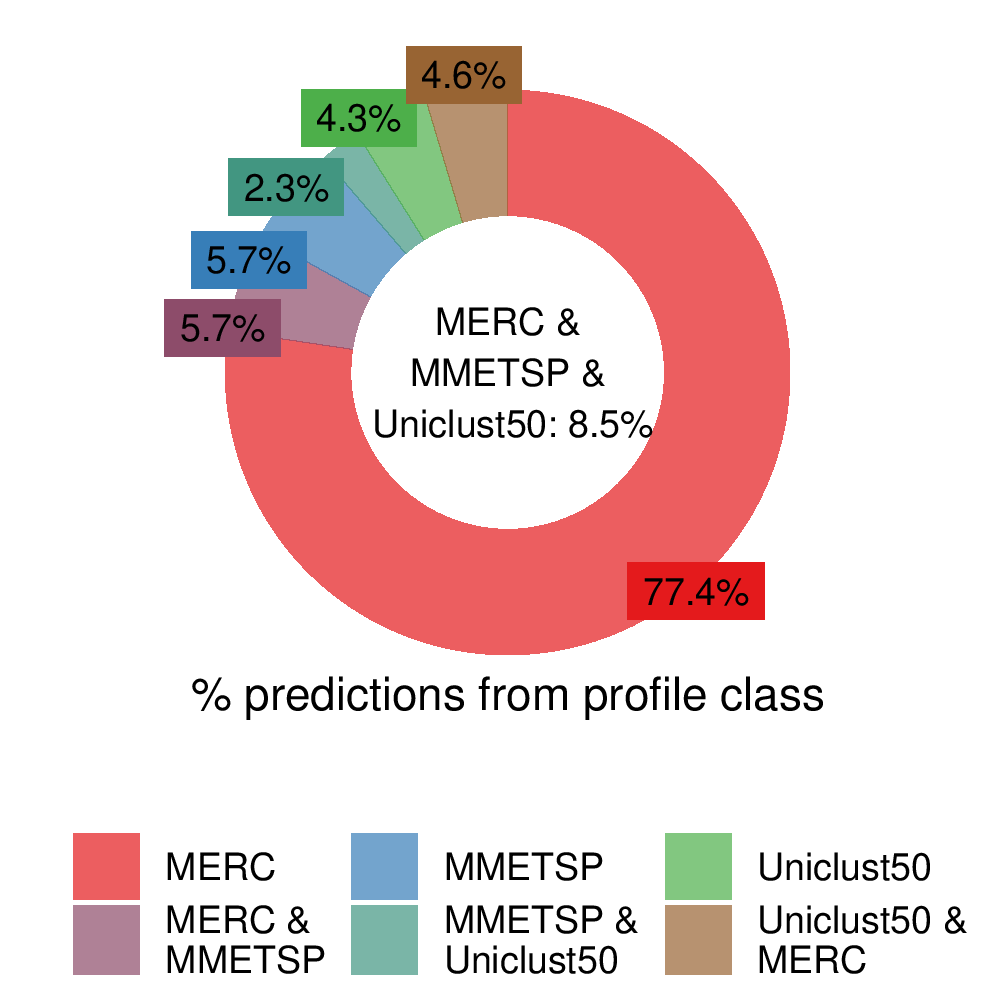 4.6%
4.3%
2.3%
5.7%
5.7%
MERC &
MMETSP &
Uniclust50: 8.5%
77.4%
% predictions from profile class
MERC
MMETSP
Uniclust50
MERC &
MMETSP
MMETSP &
Uniclust50
Uniclust50 &
MERC